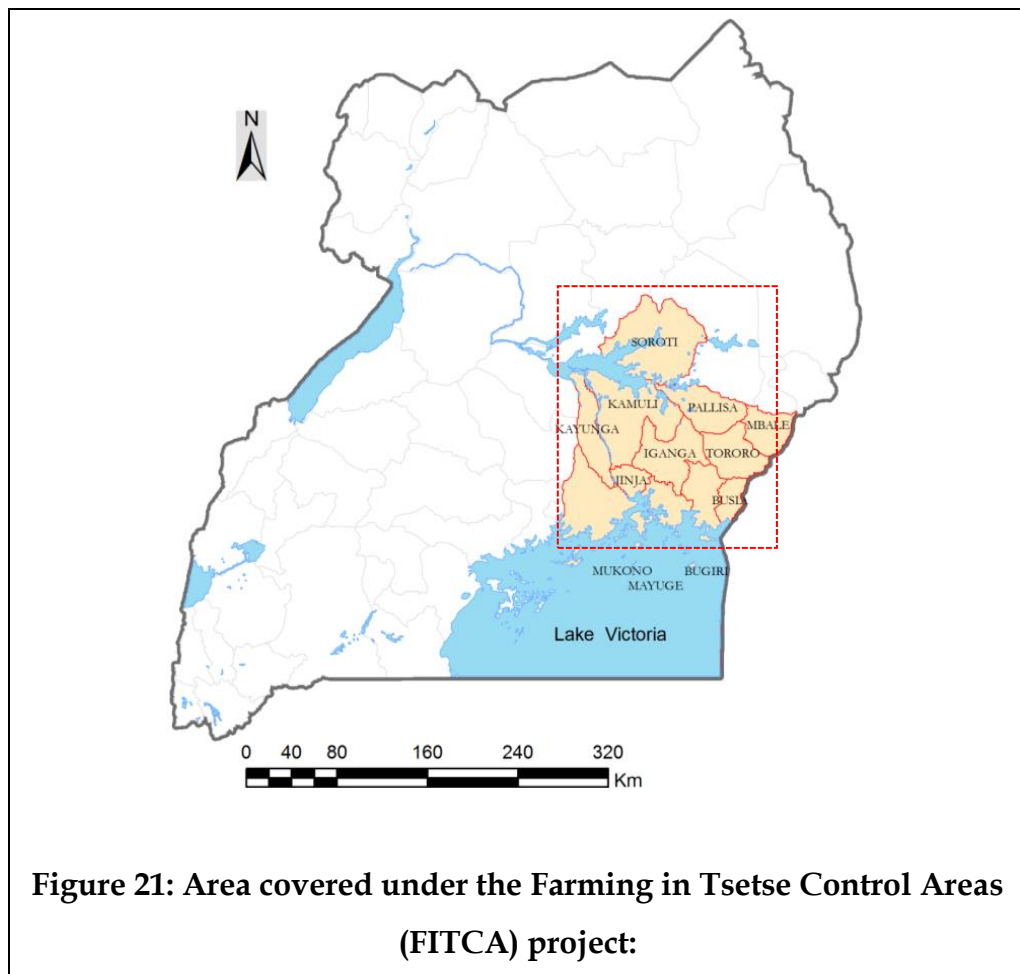 N
SOROTI
KAMULI
PALLISA
MBALE
KAYUNGA
IGANGA
TORORO
JINJA
BUSIA
MUKONO
BUGIRI
MAYUGE
Lake Victoria
0 40 80 160 240 320
Km
Figure 21: Area covered under the Farming in Tsetse Control Areas
(FITCA) project: